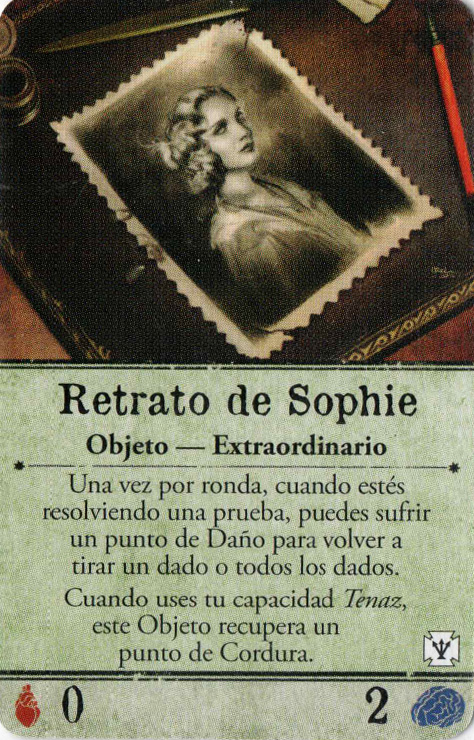 Retrato de Sophie
Objeto — Extraordinario
Una vez por ronda, cuando estés
resolviendo una prueba, puedes sufrir
un punto de Daño para volver a
tirar un dado o todos los dados.
Cuando uses tu capacidad Tenaz,
este Objeto recupera un
punto de Cordura.
0
2